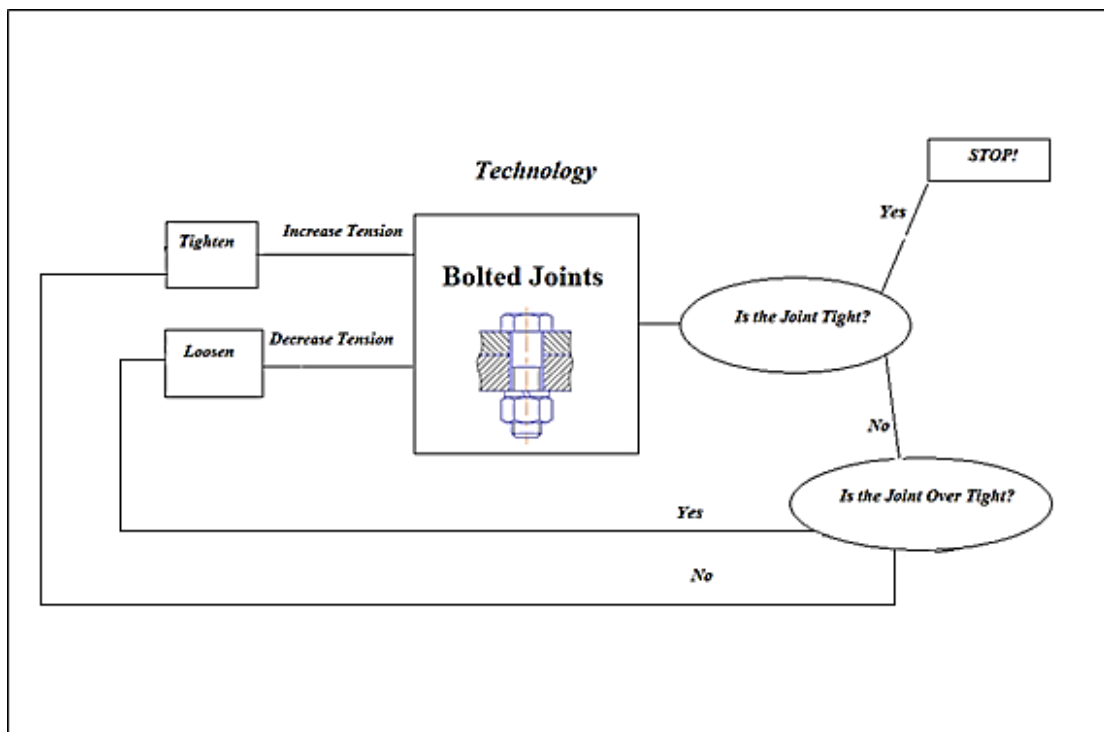 Technology
STOP!
Yes
Tighten
Increase Tension
Bolted Joints
Is the Joint Tight?
Loosen
Decrease Tension
No
Is the Joint Over Tight?
Yes
No